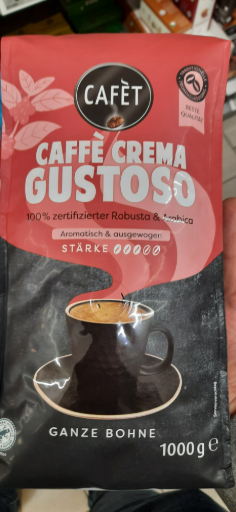 CAFÈT
BESTE
QUALITÄT
CAFFÈ CREMA
GUSTOSO
100% zertifizierter Robusta & Arabica
Aromatisch & ausgewogen
STÄRKE
GANZE BOHNE
1000g e